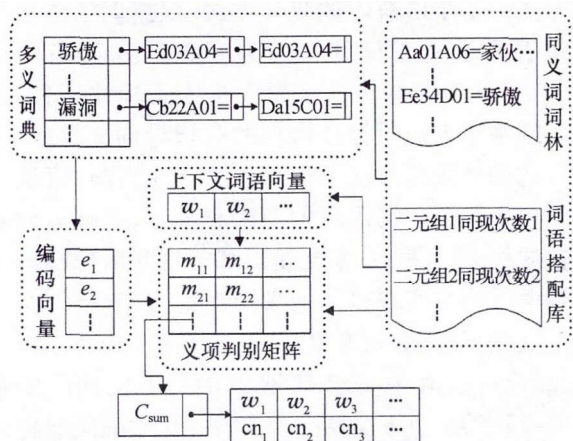 多义词典
骄傲 Ed03A04= Ed03A04=
漏洞 Cb22A01= Da15C01=
同义词词林
Aa01A06=家伙…
Ee34D01=骄傲
上下文词语向量
w₁ w₂ …
词语搭配库
二元组1同现次数1
二元组2同现次数2
编码向量
e₁
e₂
m₁₁ m₁₂ …
m₂₁ m₂₂ …
义项判别矩阵
C_sum
w₁ w₂ w₃ …
cn₁ cn₂ cn₃ …